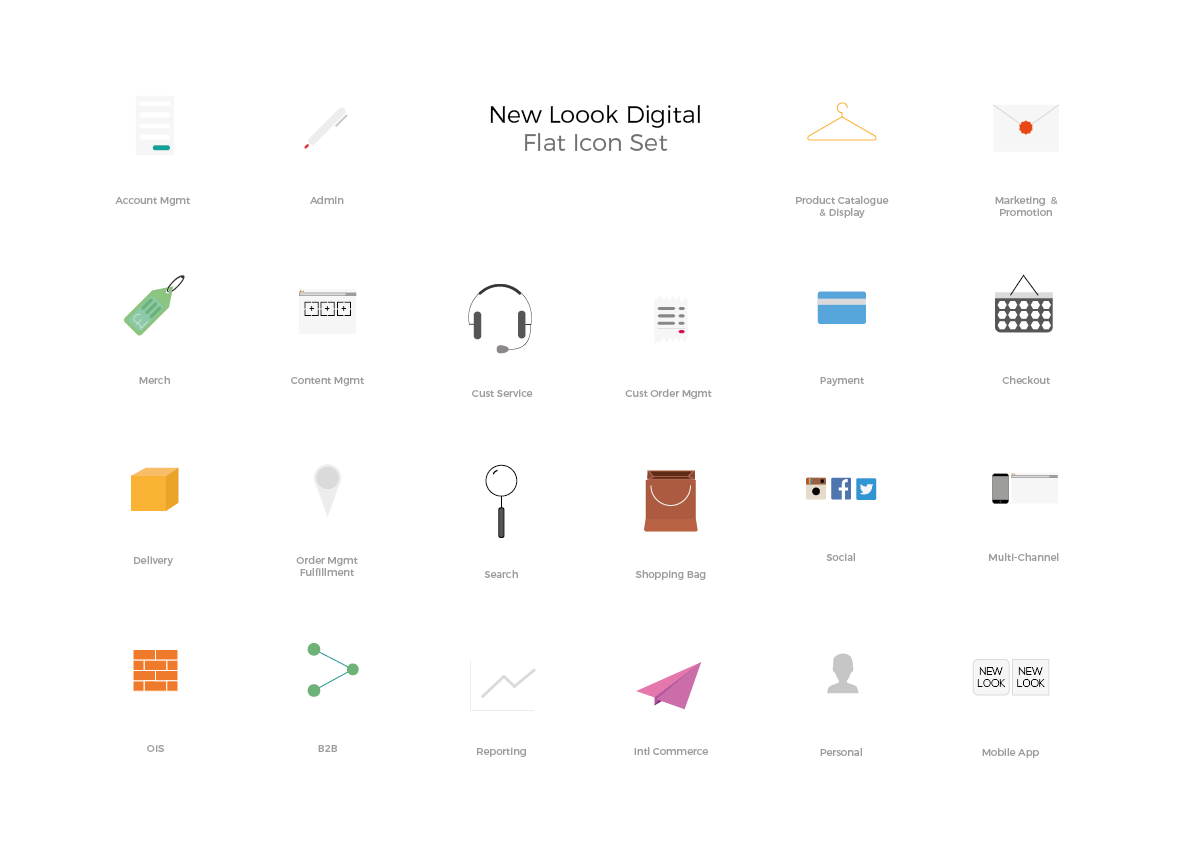 New Loook Digital
Flat Icon Set
Account Mgmt
Admin
Product Catalogue
& Display
Marketing &
Promotion
£
Merch
Content Mgmt
Cust Service
Cust Order Mgmt
Payment
Checkout
Delivery
Order Mgmt
Fulfillment
Search
Shopping Bag
Social
Multi-Channel
OIS
B2B
Reporting
Intl Commerce
Personal
NEW
LOOK
NEW
LOOK
Mobile App